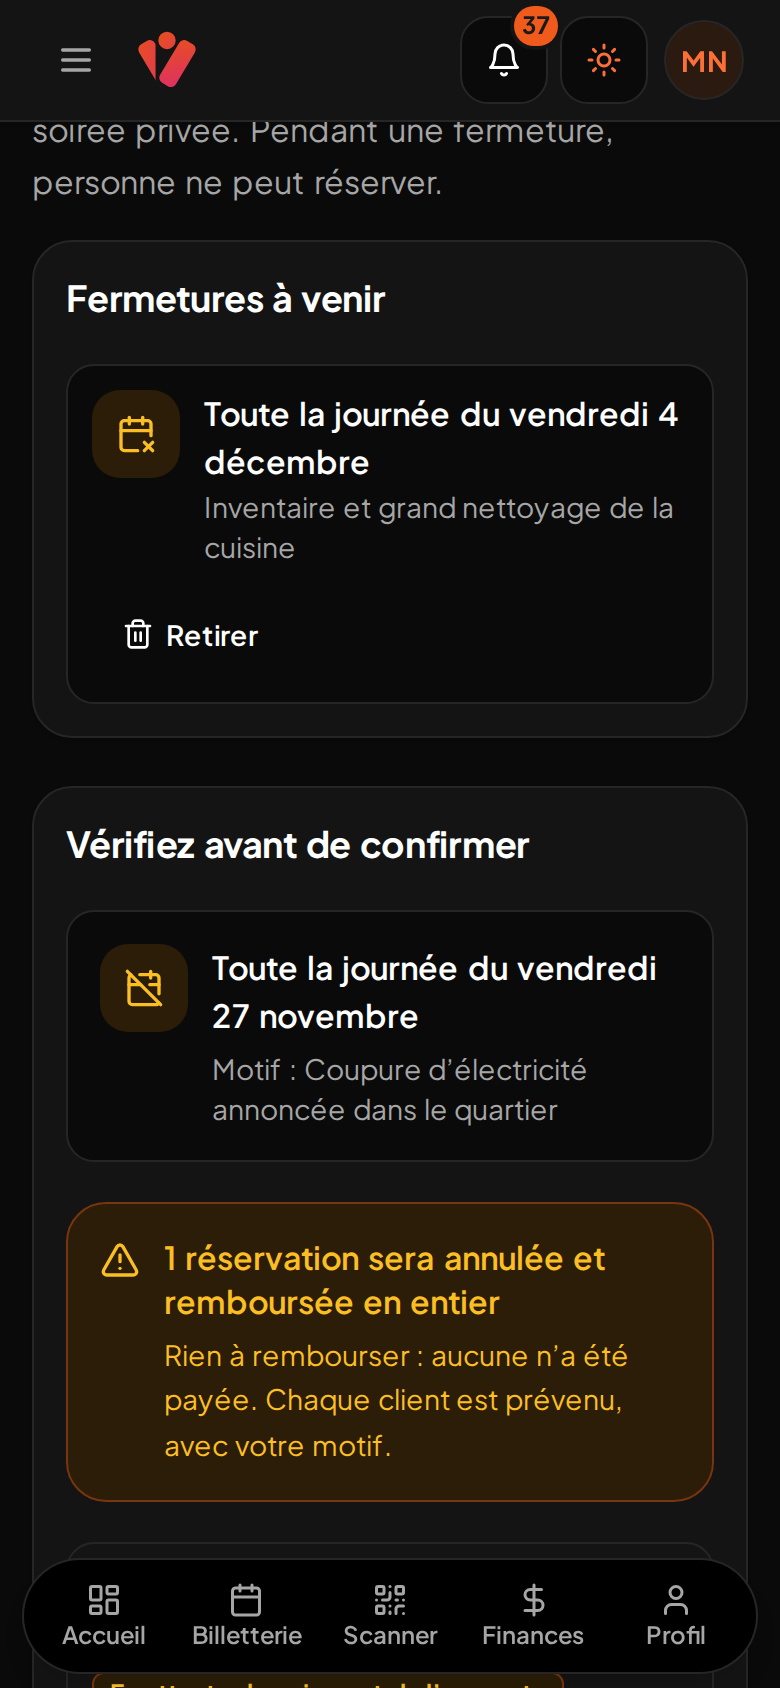 37
MN
soirée privée. Pendant une fermeture,
personne ne peut réserver.
Fermetures à venir
Toute la journée du vendredi 4
décembre
Inventaire et grand nettoyage de la
cuisine
Retirer
Vérifiez avant de confirmer
Toute la journée du vendredi
27 novembre
Motif : Coupure d’électricité
annoncée dans le quartier
1 réservation sera annulée et
remboursée en entier
Rien à rembourser : aucune n’a été
payée. Chaque client est prévenu,
avec votre motif.
Accueil
Billetterie
Scanner
Finances
Profil